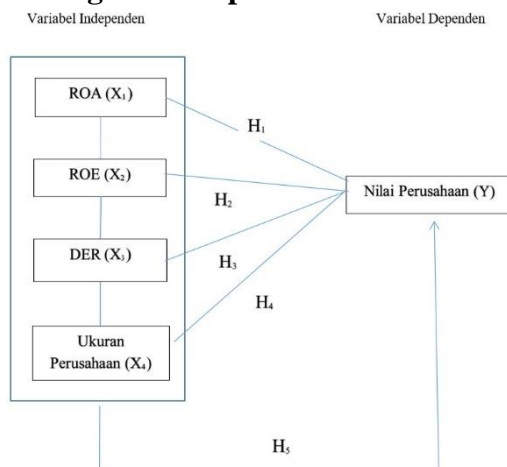 Variabel Independen
Variabel Dependen
ROA (X₁)
H₁
ROE (X₂)
Nilai Perusahaan (Y)
H₂
DER (X₃)
H₃
H₄
Ukuran
Perusahaan (X₄)
H₅